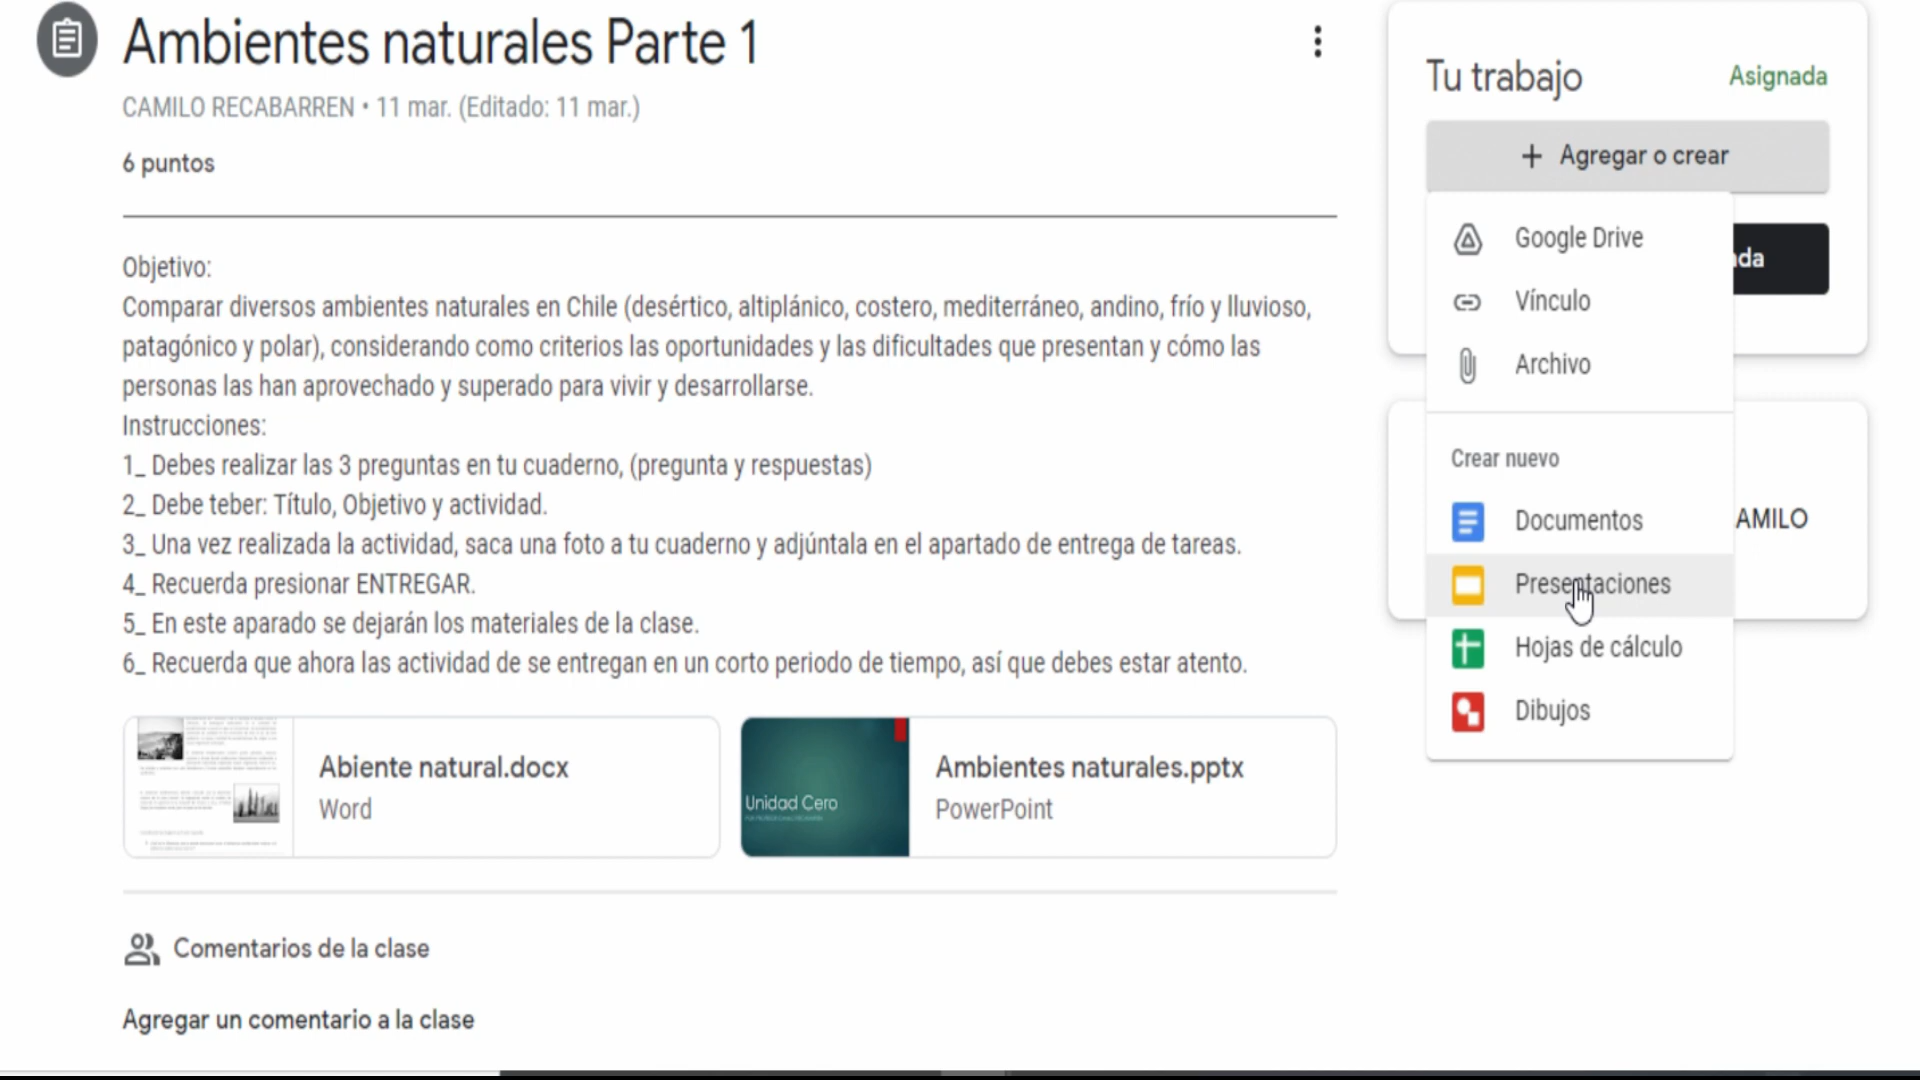 Ambientes naturales Parte 1
CAMILO RECABARREN • 11 mar. (Editado: 11 mar.)
6 puntos
Objetivo:
Comparar diversos ambientes naturales en Chile (desértico, altiplánico, costero, mediterráneo, andino, frío y lluvioso,
patagónico y polar), considerando como criterios las oportunidades y las dificultades que presentan y cómo las
personas las han aprovechado y superado para vivir y desarrollarse.
Instrucciones:
1_ Debes realizar las 3 preguntas en tu cuaderno, (pregunta y respuestas)
2_ Debe teber: Título, Objetivo y actividad.
3_ Una vez realizada la actividad, saca una foto a tu cuaderno y adjúntala en el apartado de entrega de tareas.
4_ Recuerda presionar ENTREGAR.
5_ En este aparado se dejarán los materiales de la clase.
6_ Recuerda que ahora las actividad de se entregan en un corto periodo de tiempo, así que debes estar atento.
Abiente natural.docx
Word
Unidad Cero
Ambientes naturales.pptx
PowerPoint
Comentarios de la clase
Agregar un comentario a la clase
Tu trabajo
Asignada
+ Agregar o crear
Google Drive
Vínculo
Archivo
Crear nuevo
Documentos
Presentaciones
Hojas de cálculo
Dibujos
da
AMILO